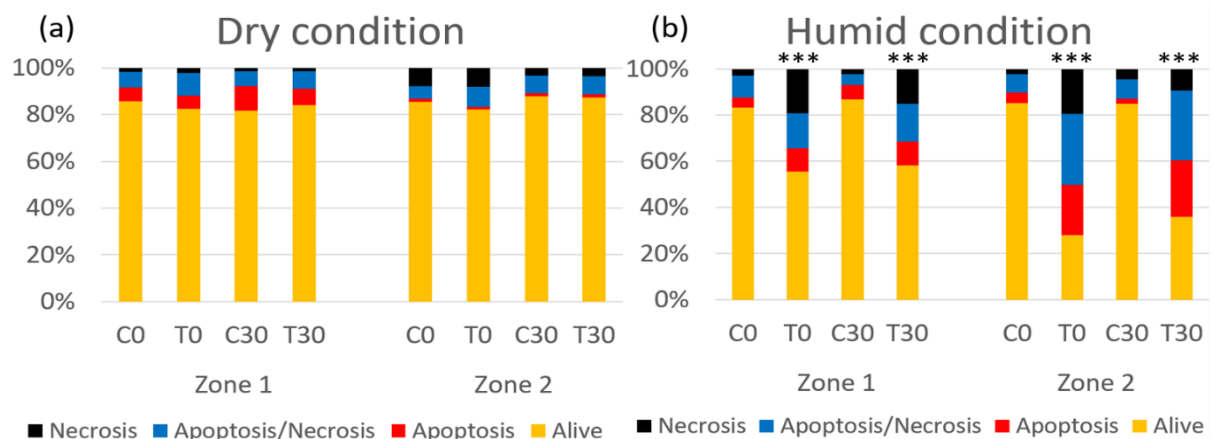 (a) Dry condition
100%
80%
60%
40%
20%
0%
C0 T0 C30 T30 C0 T0 C30 T30
Zone 1 Zone 2
Necrosis Apoptosis/Necrosis Apoptosis Alive
(b) Humid condition
*** *** *** ***
100%
80%
60%
40%
20%
0%
C0 T0 C30 T30 C0 T0 C30 T30
Zone 1 Zone 2
Necrosis Apoptosis/Necrosis Apoptosis Alive